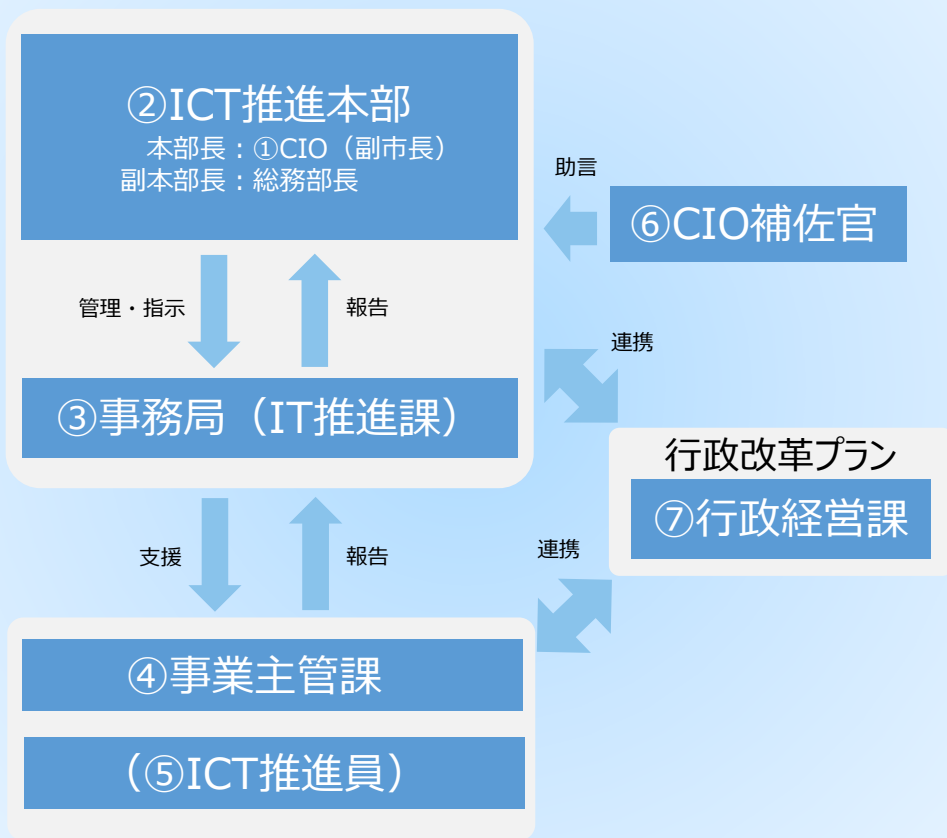 ②ICT推進本部
本部長：①CIO（副市長）
副本部長：総務部長
助言
⑥CIO補佐官
管理・指示
報告
連携
③事務局（IT推進課）
行政改革プラン
⑦行政経営課
支援
報告
連携
④事業主管課
（⑤ICT推進員）